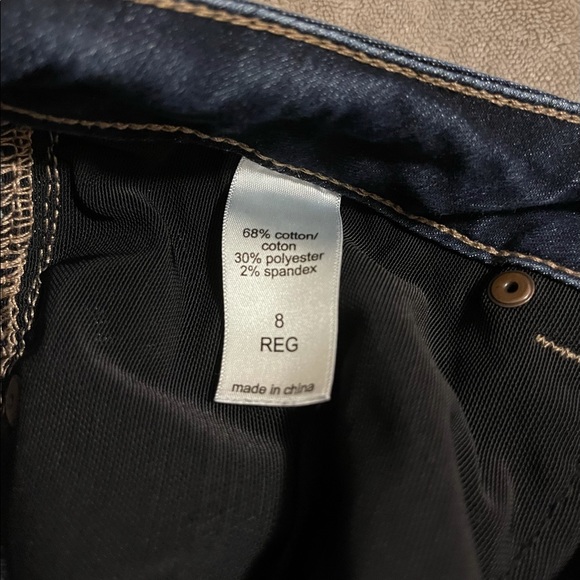 68% cotton/
coton
30% polyester
2% spandex
8
REG
made in china